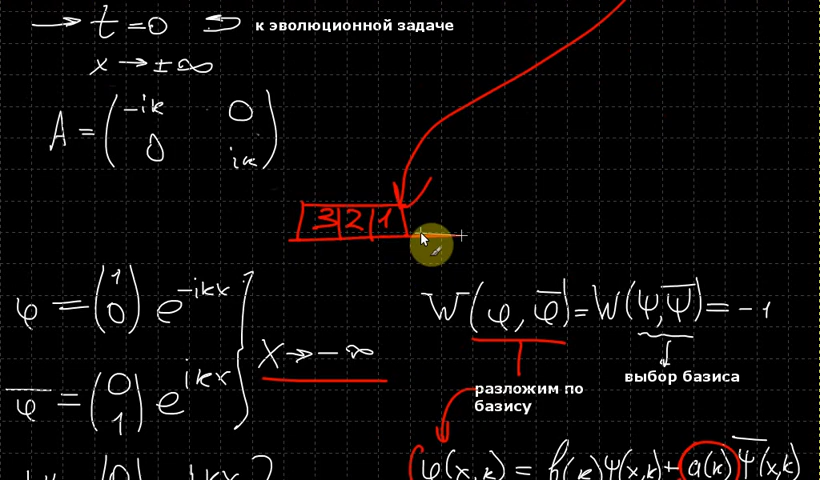 → t = 0 к эволюционной задаче
x → ± ∞
A = ( -ik 0
0 ik )
3|2|1
φ = ( 1
0 ) e^{-ikx}
x → -∞
φ̄ = ( 0
1 ) e^{ikx}
W(φ, φ̄) = W(ψ, ψ̄) = -1
выбор базиса
разложим по
базису
φ(x,k) = b(k)ψ(x,k) + a(k)ψ̄(x,k)